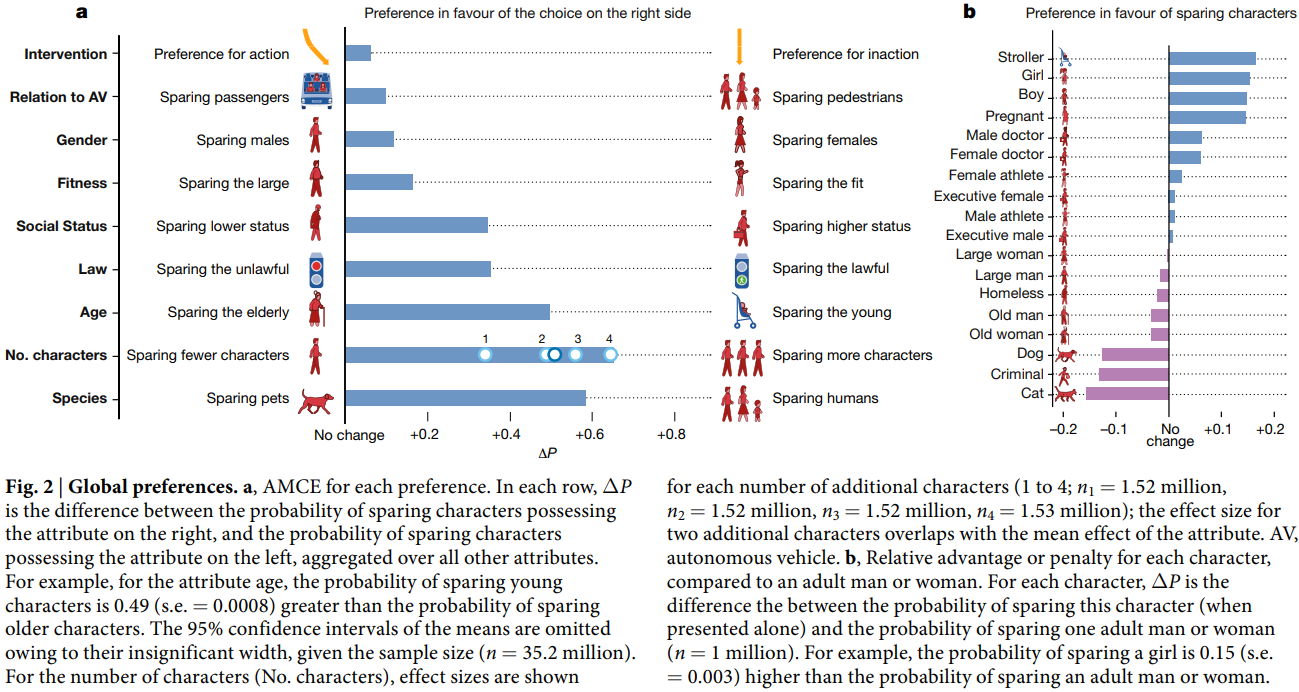 a
Preference in favour of the choice on the right side
Intervention Preference for action Preference for inaction
Relation to AV Sparing passengers Sparing pedestrians
Gender Sparing males Sparing females
Fitness Sparing the large Sparing the fit
Social Status Sparing lower status Sparing higher status
Law Sparing the unlawful Sparing the lawful
Age Sparing the elderly Sparing the young
1 2 3 4
No. characters Sparing fewer characters Sparing more characters
Species Sparing pets Sparing humans
No change +0.2 +0.4 +0.6 +0.8
ΔP
b
Preference in favour of sparing characters
Stroller
Girl
Boy
Pregnant
Male doctor
Female doctor
Female athlete
Executive female
Male athlete
Executive male
Large woman
Large man
Homeless
Old man
Old woman
Dog
Criminal
Cat
−0.2 −0.1 No +0.1 +0.2
change
Fig. 2 | Global preferences. a, AMCE for each preference. In each row, ΔP
is the difference between the probability of sparing characters possessing
the attribute on the right, and the probability of sparing characters
possessing the attribute on the left, aggregated over all other attributes.
For example, for the attribute age, the probability of sparing young
characters is 0.49 (s.e. = 0.0008) greater than the probability of sparing
older characters. The 95% confidence intervals of the means are omitted
owing to their insignificant width, given the sample size (n = 35.2 million).
For the number of characters (No. characters), effect sizes are shown
for each number of additional characters (1 to 4; n₁ = 1.52 million,
n₂ = 1.52 million, n₃ = 1.52 million, n₄ = 1.53 million); the effect size for
two additional characters overlaps with the mean effect of the attribute. AV,
autonomous vehicle. b, Relative advantage or penalty for each character,
compared to an adult man or woman. For each character, ΔP is the
difference the between the probability of sparing this character (when
presented alone) and the probability of sparing one adult man or woman
(n = 1 million). For example, the probability of sparing a girl is 0.15 (s.e.
= 0.003) higher than the probability of sparing an adult man or woman.